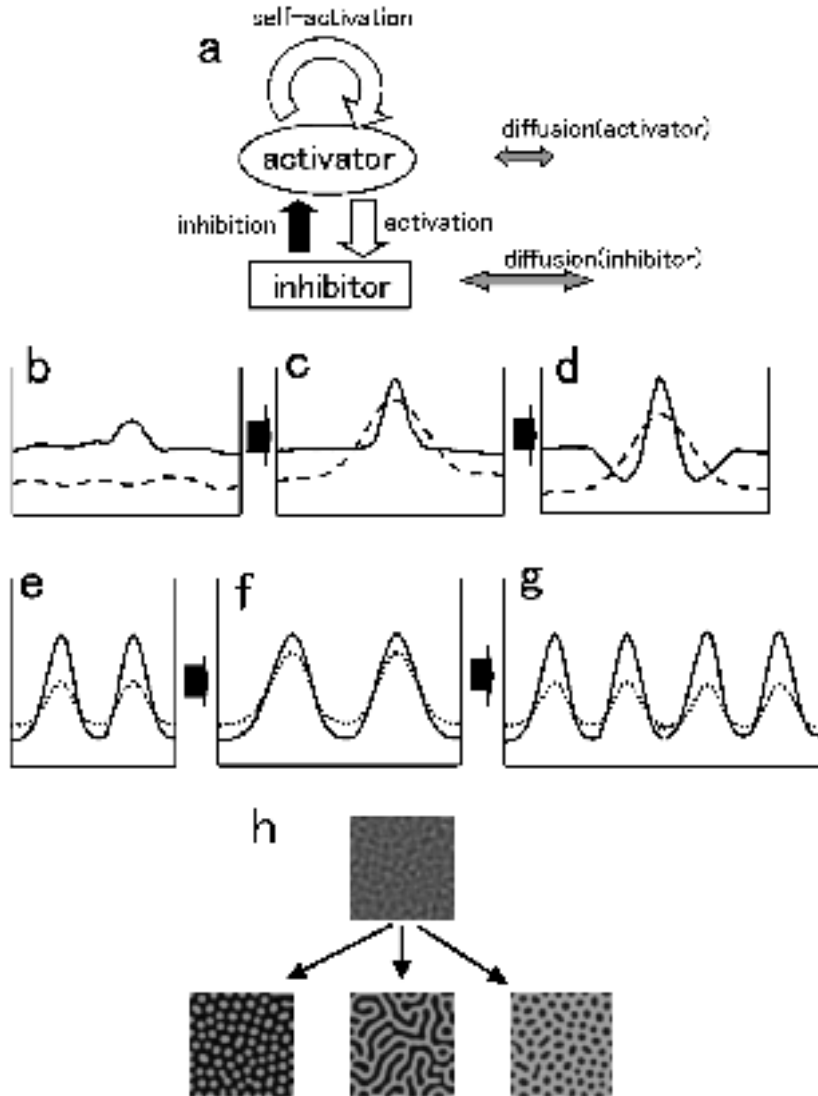 self-activation
a
diffusion(activator)
activator
inhibition
activation
diffusion(inhibitor)
inhibitor
b
c
d
e
f
g
h